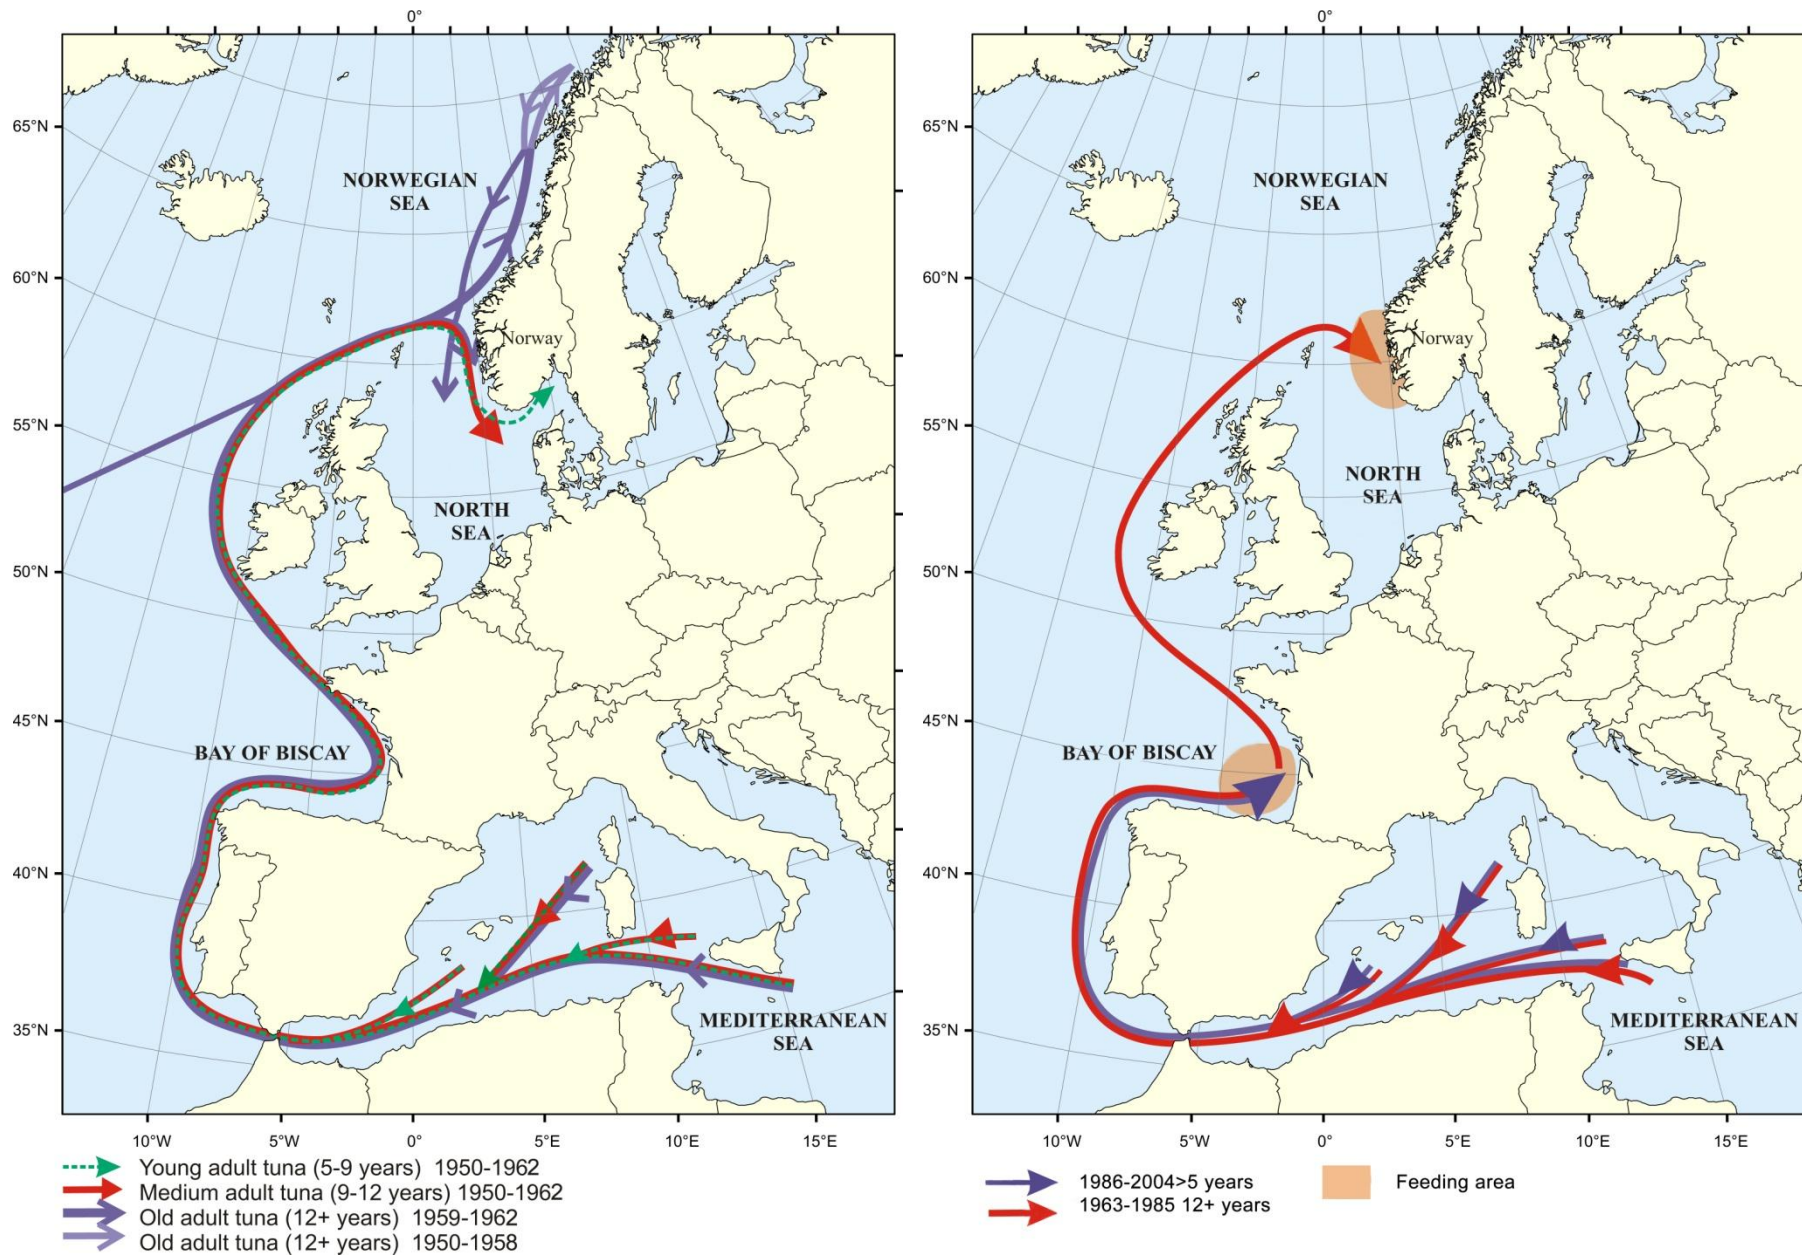 0°
65°N
60°N
55°N
50°N
45°N
40°N
35°N
NORWEGIAN
SEA
Norway
NORTH
SEA
BAY OF BISCAY
MEDITERRANEAN
SEA
10°W
5°W
0°
5°E
10°E
15°E
Young adult tuna (5-9 years) 1950-1962
Medium adult tuna (9-12 years) 1950-1962
Old adult tuna (12+ years) 1959-1962
Old adult tuna (12+ years) 1950-1958
0°
65°N
60°N
55°N
50°N
45°N
40°N
35°N
NORWEGIAN
SEA
Norway
NORTH
SEA
BAY OF BISCAY
MEDITERRANEAN
SEA
10°W
5°W
0°
5°E
10°E
15°E
1986-2004>5 years
1963-1985 12+ years
Feeding area